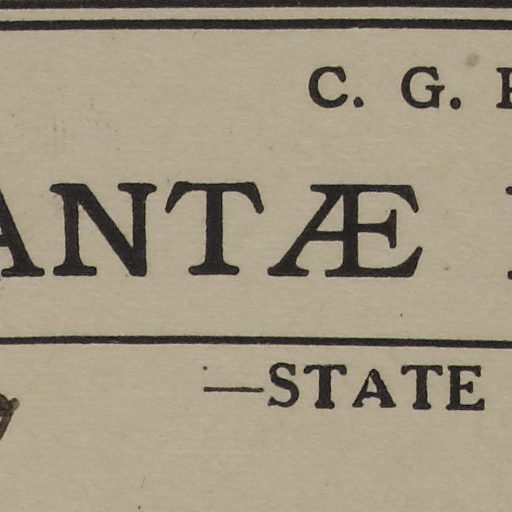 C. G.
ANTÆ
—STATE